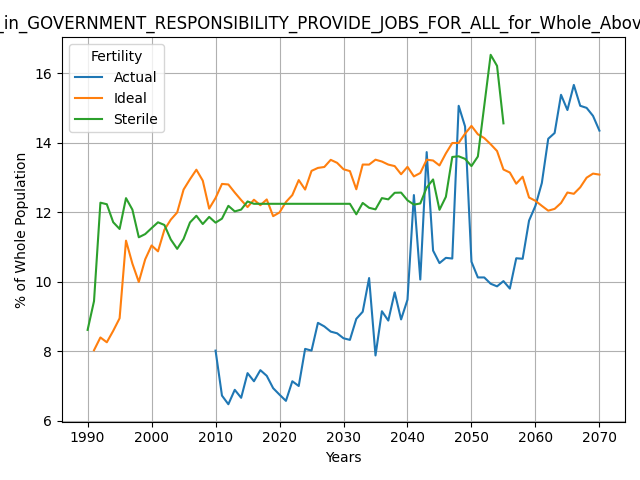 _in_GOVERNMENT_RESPONSIBILITY_PROVIDE_JOBS_FOR_ALL_for_Whole_Abov
Fertility
Actual
Ideal
Sterile
% of Whole Population
16
14
12
10
8
6
1990 2000 2010 2020 2030 2040 2050 2060 2070
Years